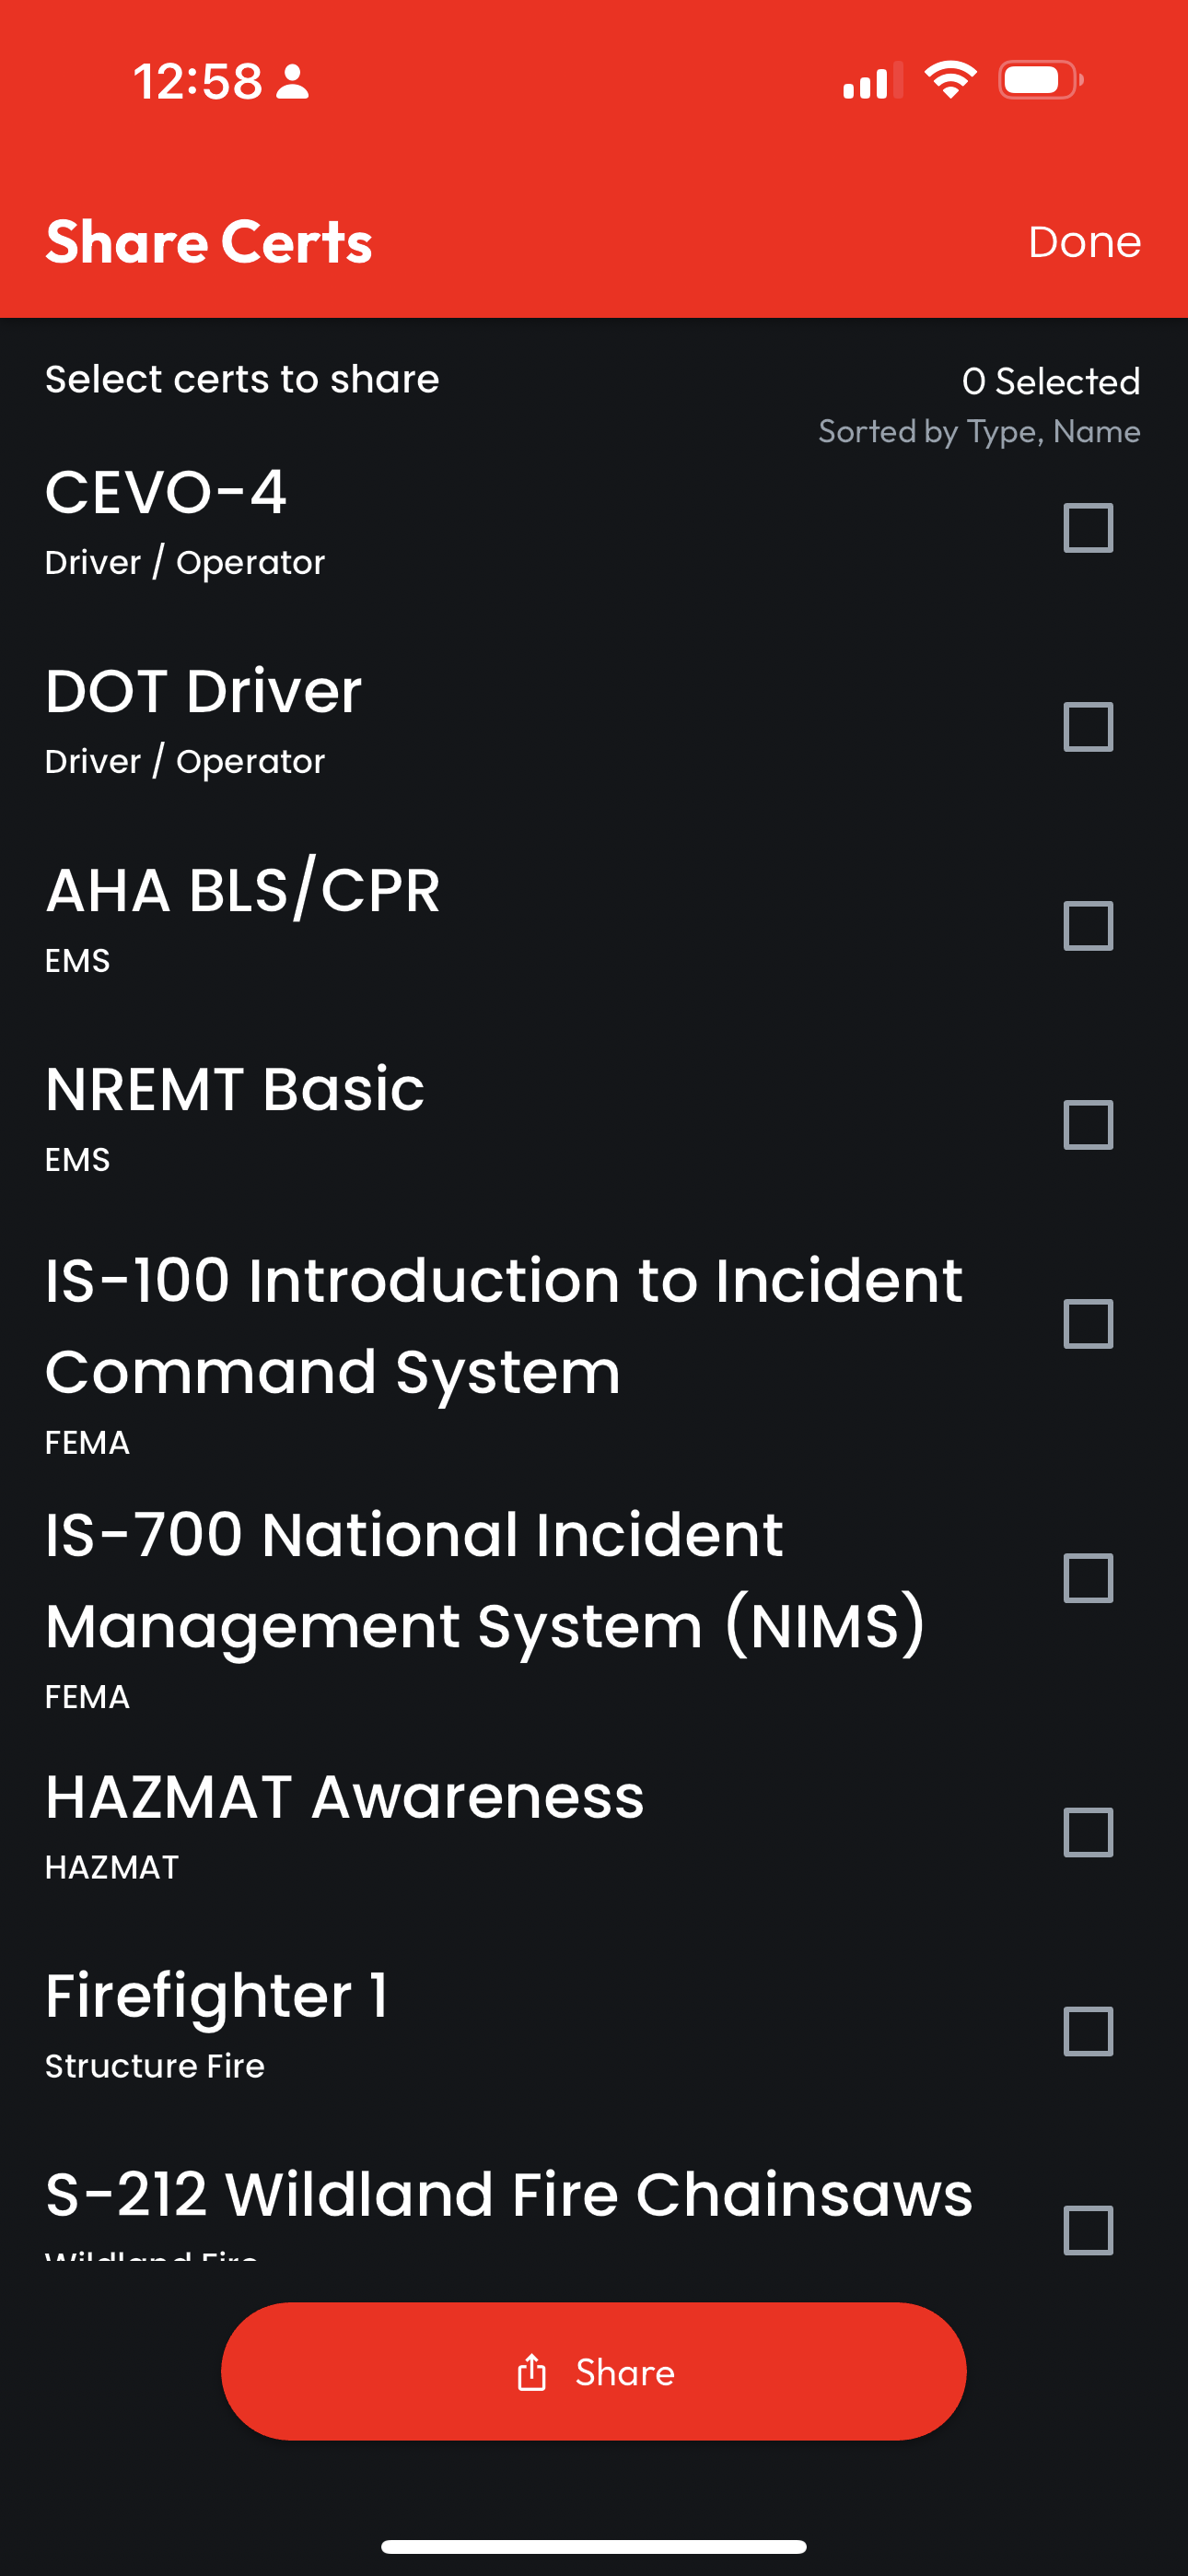 12:58
Share Certs
Done
Select certs to share
0 Selected
Sorted by Type, Name
CEVO-4
Driver / Operator
DOT Driver
Driver / Operator
AHA BLS/CPR
EMS
NREMT Basic
EMS
IS-100 Introduction to Incident
Command System
FEMA
IS-700 National Incident
Management System (NIMS)
FEMA
HAZMAT Awareness
HAZMAT
Firefighter 1
Structure Fire
S-212 Wildland Fire Chainsaws
Wildland Fire
Share